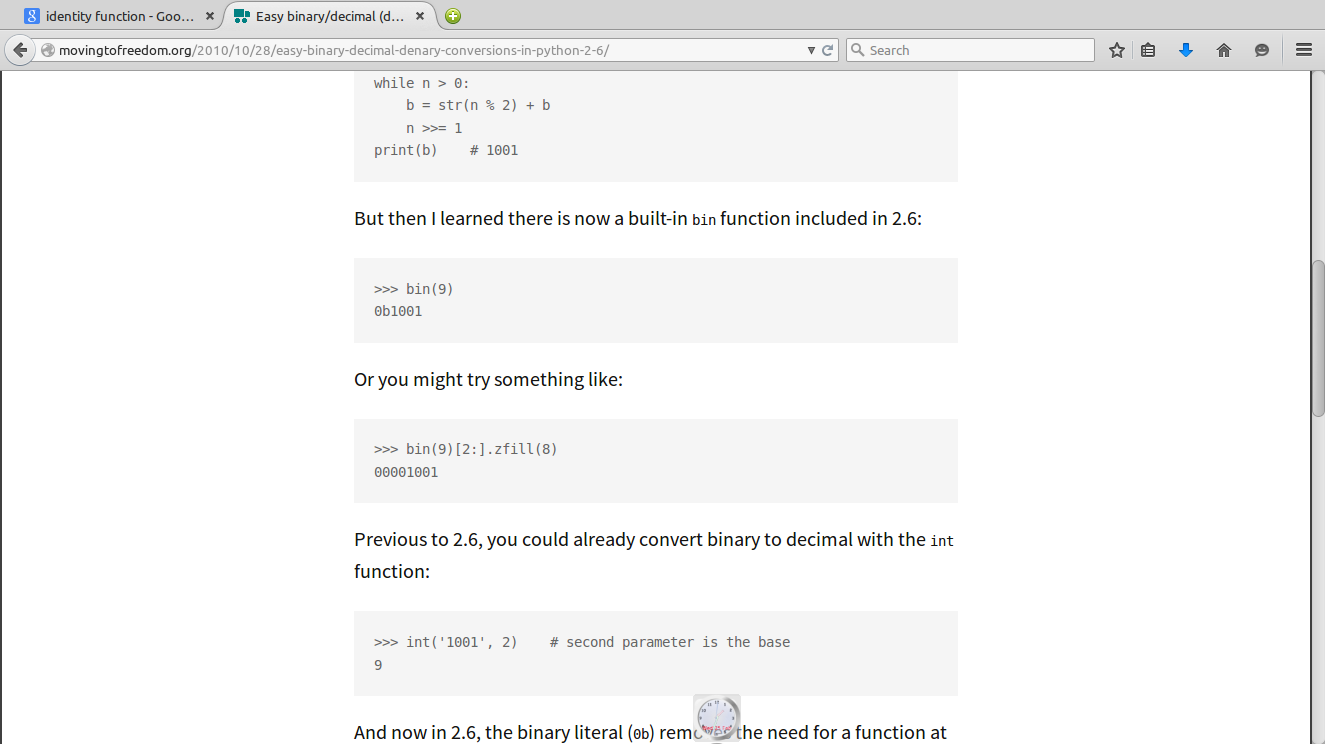 identity function - Goo...
Easy binary/decimal (d...
movingtofreedom.org/2010/10/28/easy-binary-decimal-denary-conversions-in-python-2-6/
Search
while n > 0:
    b = str(n % 2) + b
    n >>= 1
print(b)    # 1001
But then I learned there is now a built-in bin function included in 2.6:
>>> bin(9)
0b1001
Or you might try something like:
>>> bin(9)[2:].zfill(8)
00001001
Previous to 2.6, you could already convert binary to decimal with the int
function:
>>> int('1001', 2)    # second parameter is the base
9
And now in 2.6, the binary literal (0b) the need for a function at